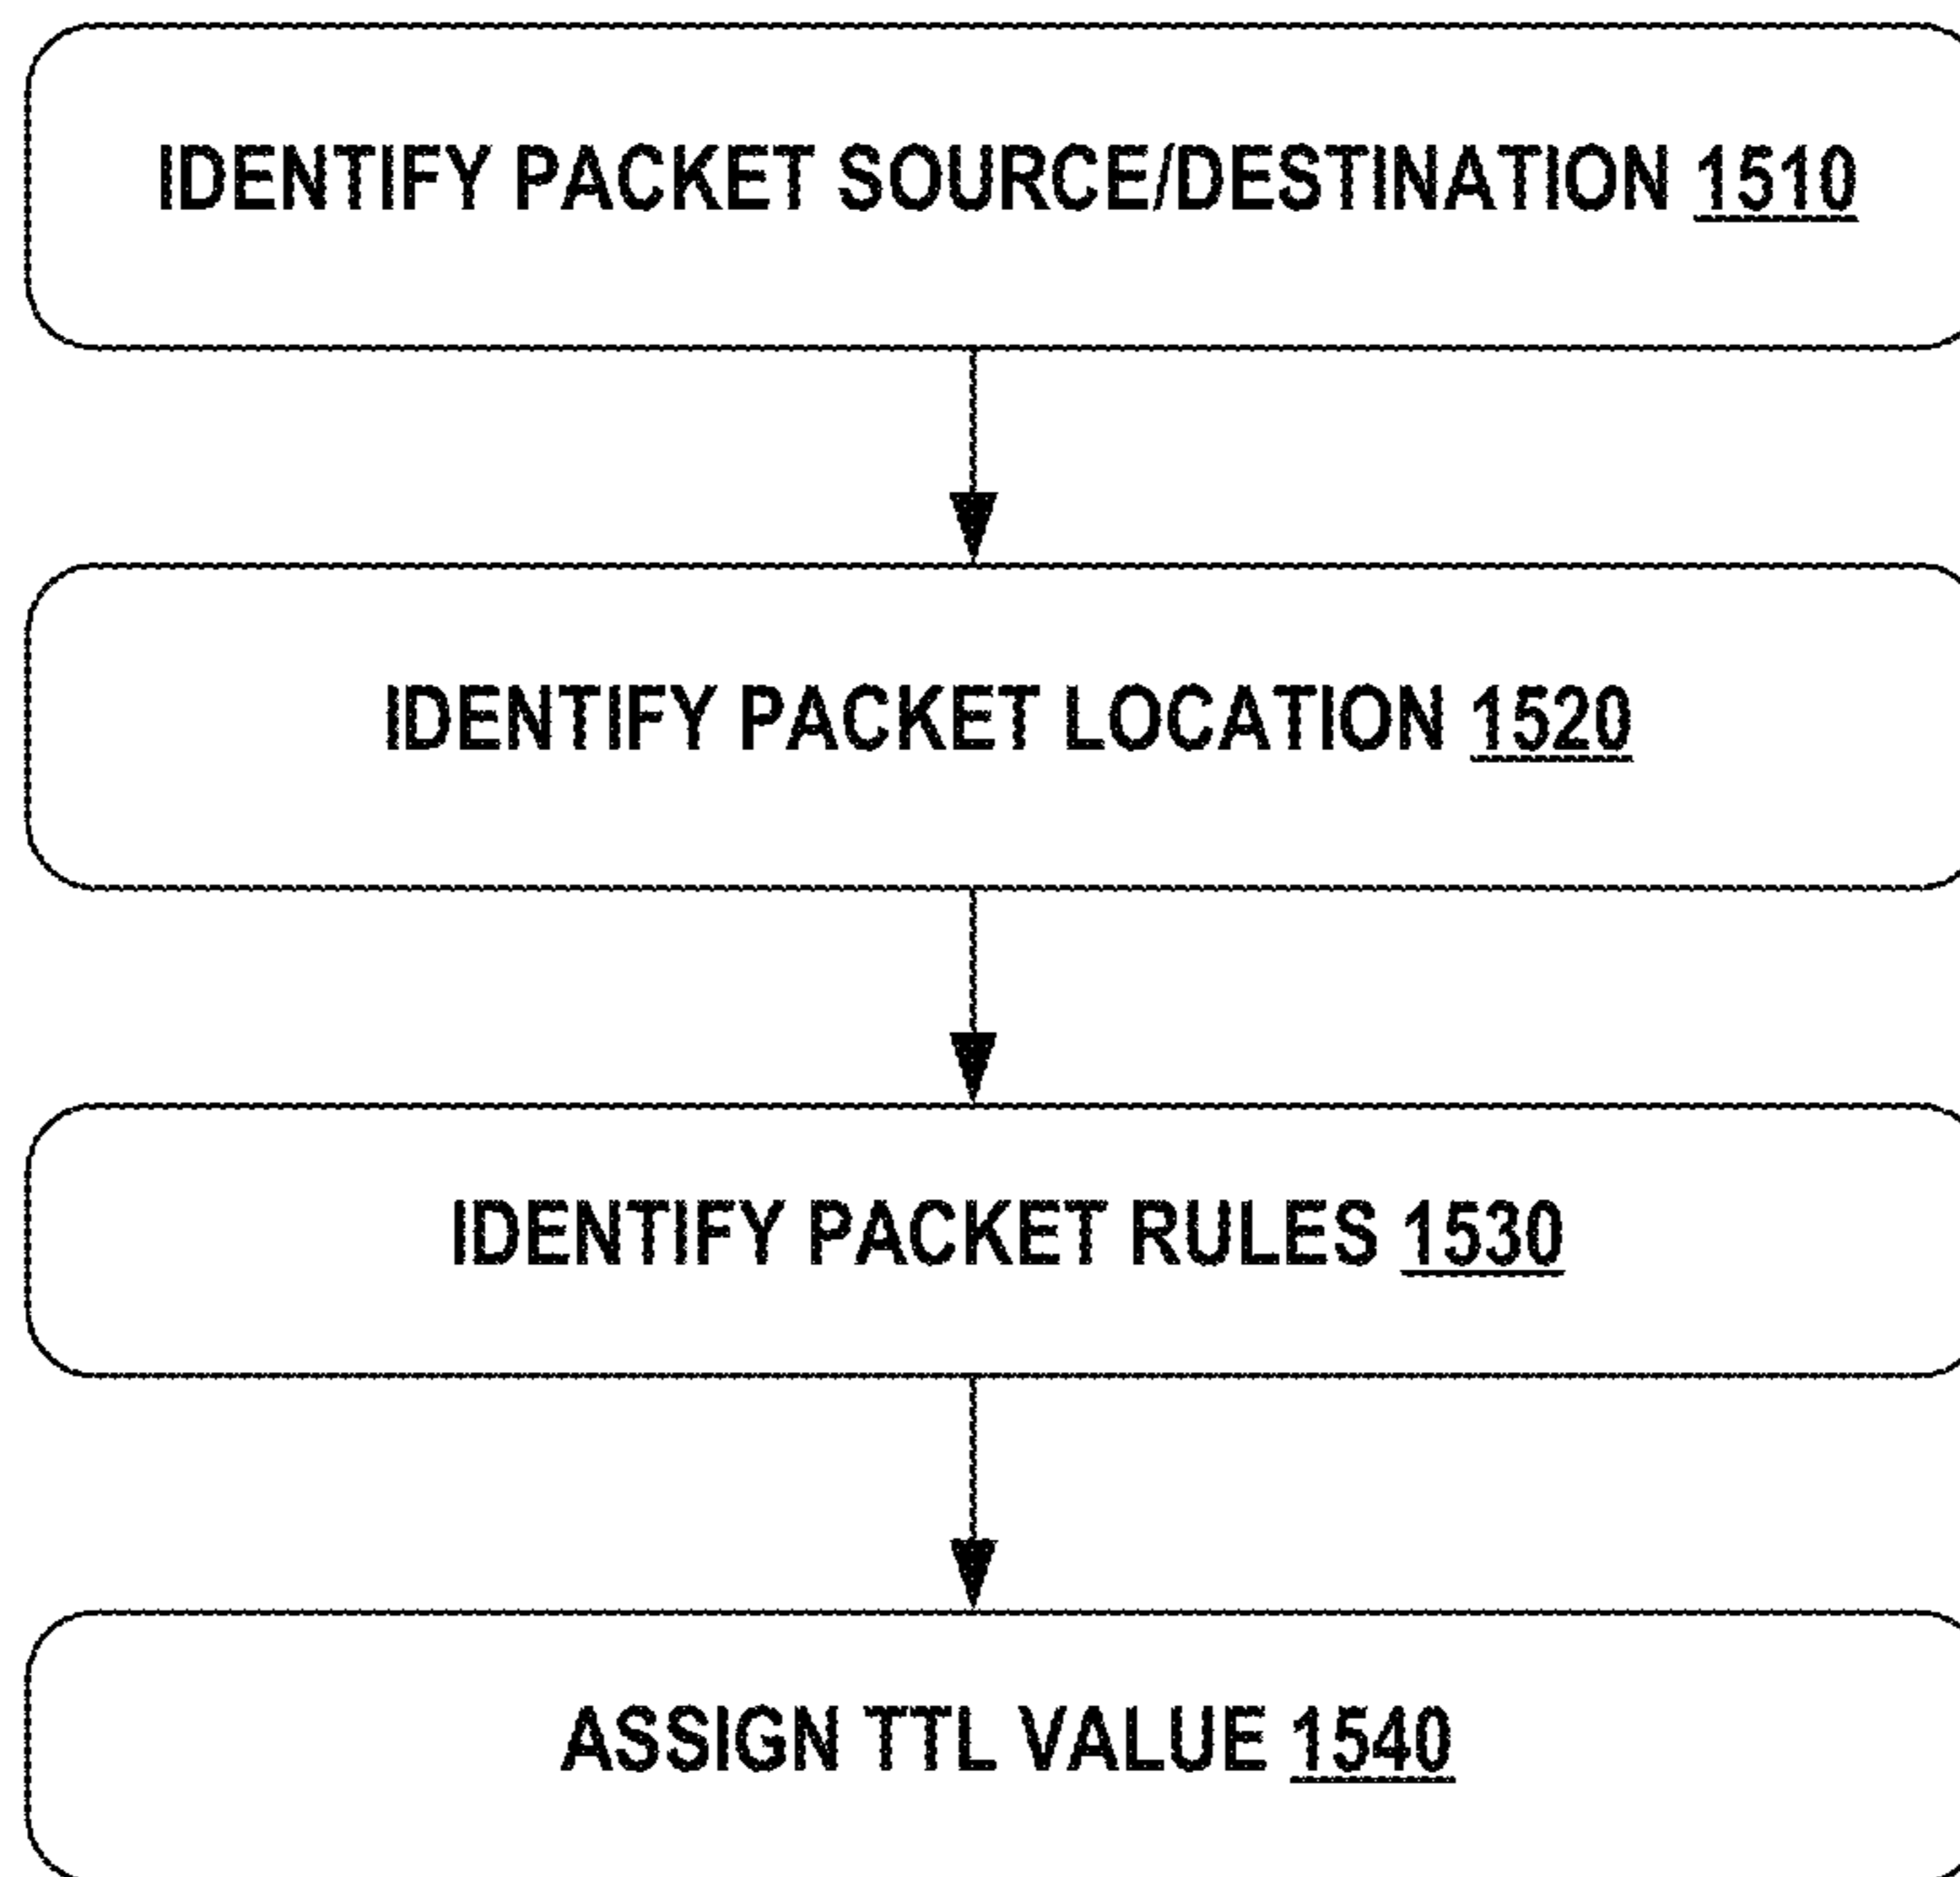 IDENTIFY PACKET SOURCE/DESTINATION 1510
IDENTIFY PACKET LOCATION 1520
IDENTIFY PACKET RULES 1530
ASSIGN TTL VALUE 1540